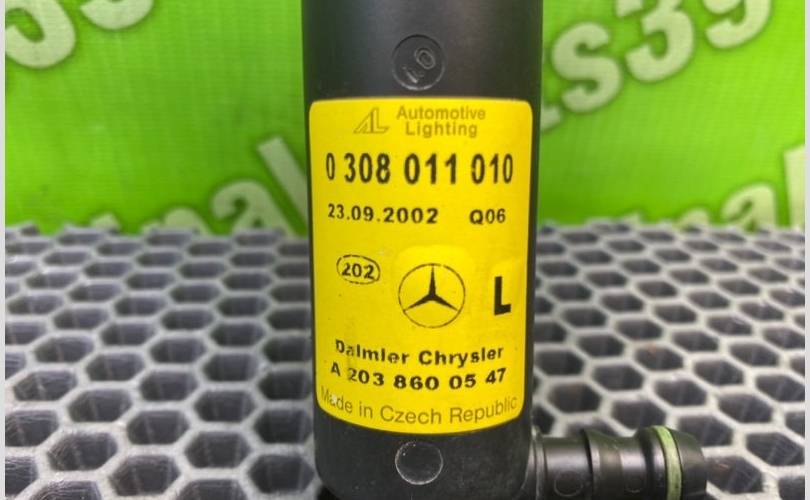 AL Automotive
Lighting
0 308 011 010
23.09.2002 Q06
202
L
Daimler Chrysler
A 203 860 05 47
Made in Czech Republic